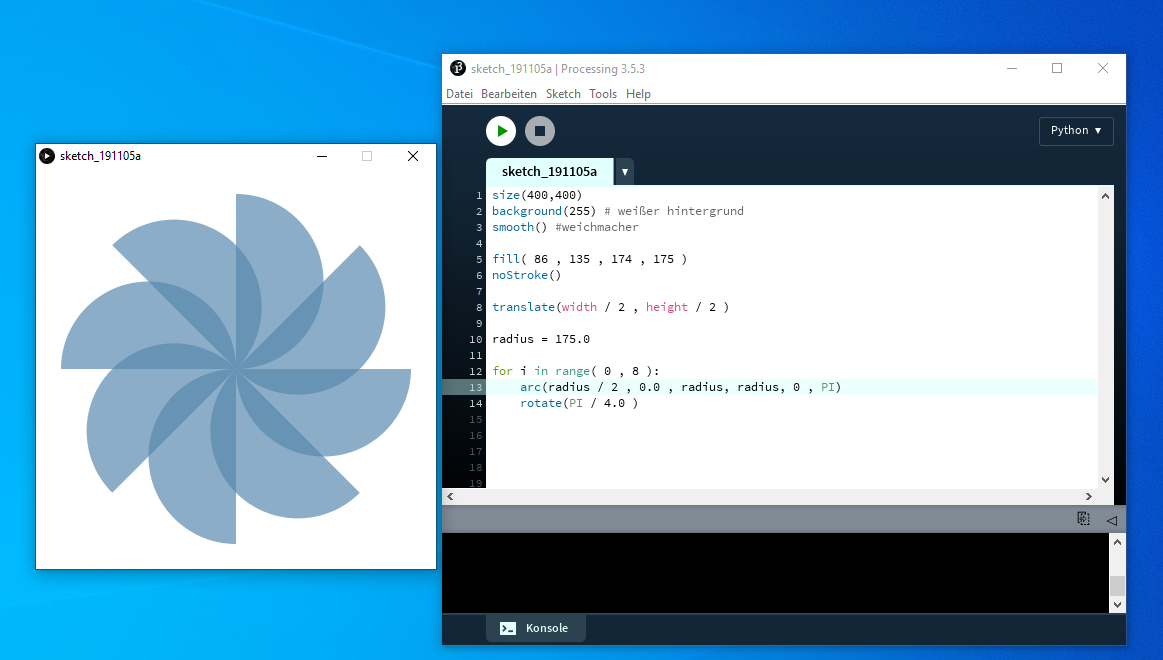 sketch_191105a
sketch_191105a | Processing 3.5.3
Datei Bearbeiten Sketch Tools Help
Python ▼
sketch_191105a ▼
1 size(400,400)
2 background(255) # weißer hintergrund
3 smooth() #weichmacher
4
5 fill( 86 , 135 , 174 , 175 )
6 noStroke()
7
8 translate(width / 2 , height / 2 )
9
10 radius = 175.0
11
12 for i in range( 0 , 8 ):
13     arc(radius / 2 , 0.0 , radius, radius, 0 , PI)
14     rotate(PI / 4.0 )
15
16
17
18
19
Konsole